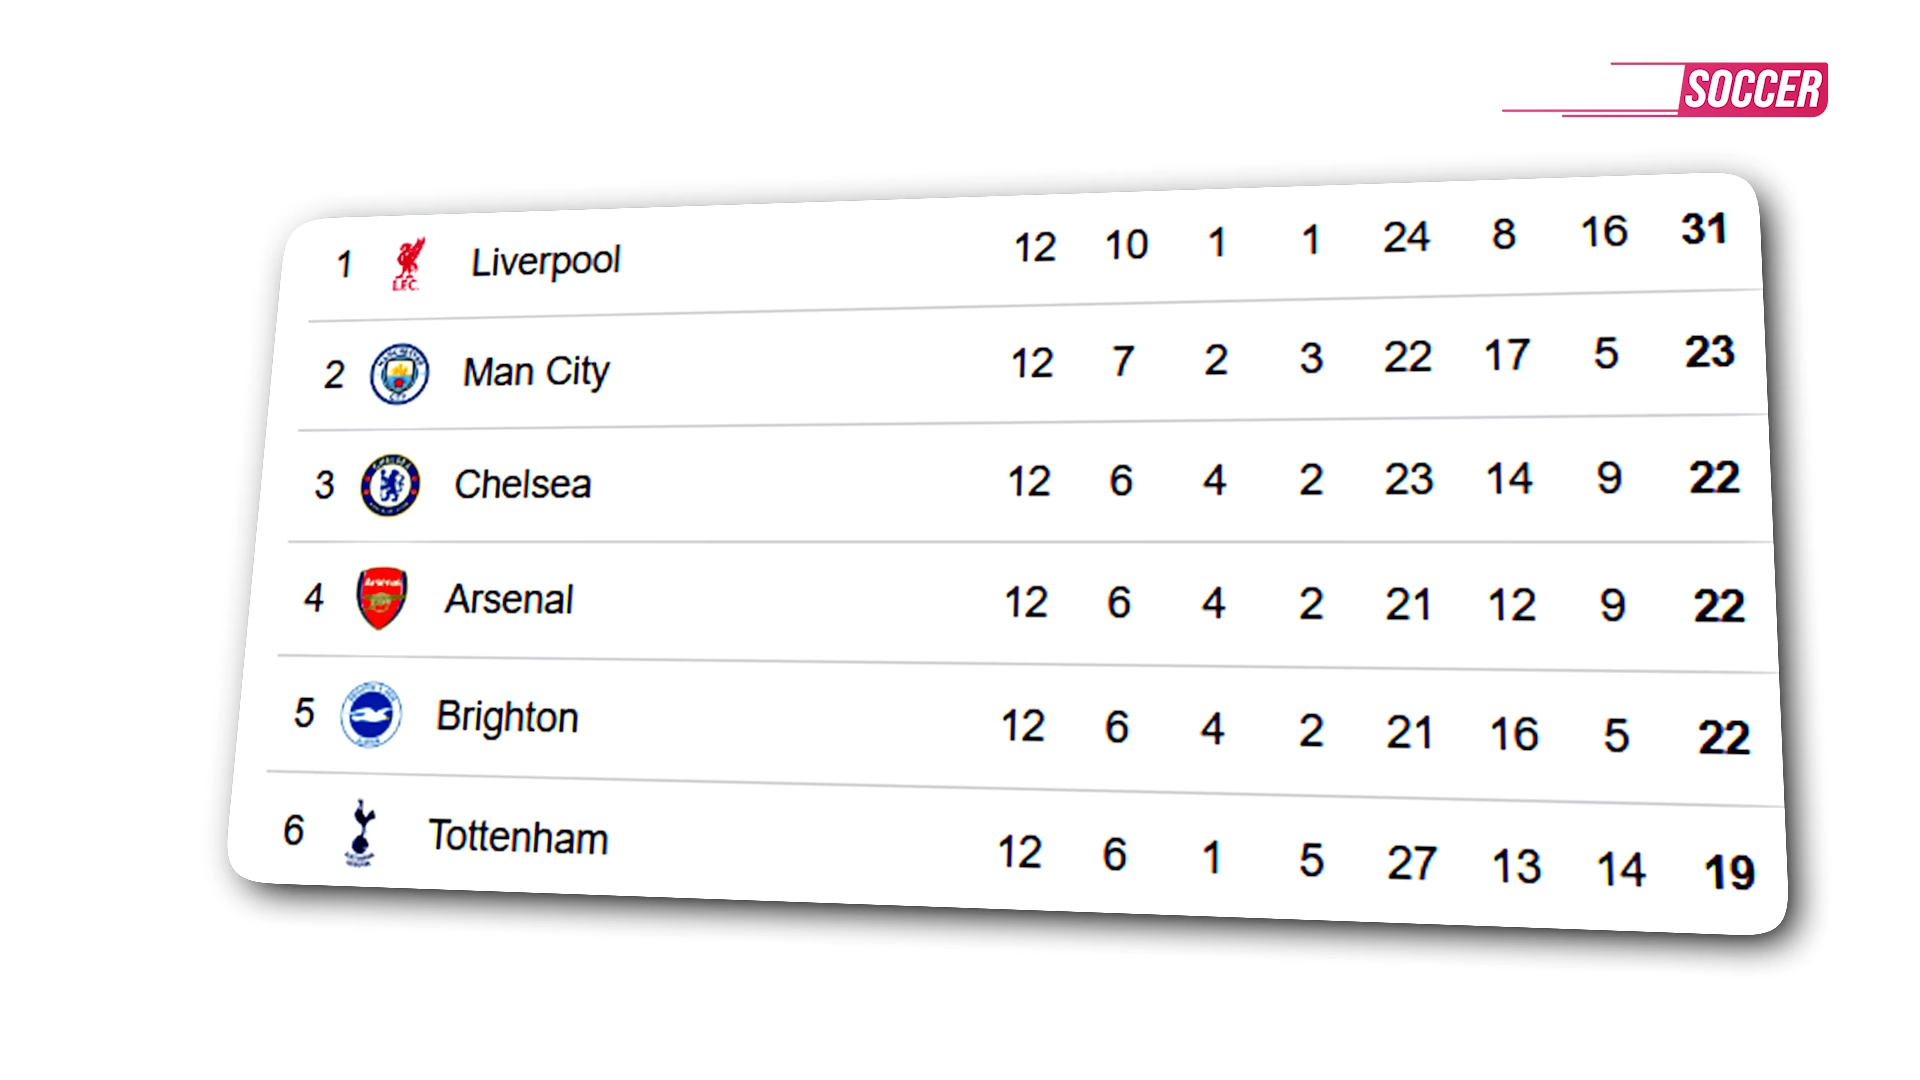 SOCCER
1 L.F.C. Liverpool 12 10 1 1 24 8 16 31
2 Man City 12 7 2 3 22 17 5 23
3 Chelsea 12 6 4 2 23 14 9 22
4 Arsenal Arsenal 12 6 4 2 21 12 9 22
5 Brighton 12 6 4 2 21 16 5 22
6 Tottenham 12 6 1 5 27 13 14 19